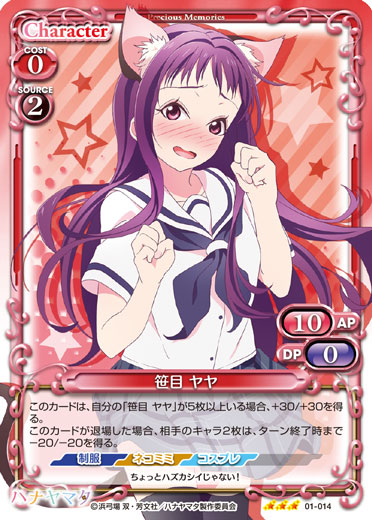 Precious Memories
Character
COST
0
SOURCE
2
10 AP
DP 0
笹目 ヤヤ
このカードは、自分の「笹目 ヤヤ」が5枚以上いる場合、+30/+30を得
る。
このカードが退場した場合、相手のキャラ2枚は、ターン終了時まで
−20/−20を得る。
制服 ネコミミ コスプレ
ちょっとハズカシイじゃない!
ハナヤマタ
©浜弓場 双・芳文社/ハナヤマタ製作委員会
01-014